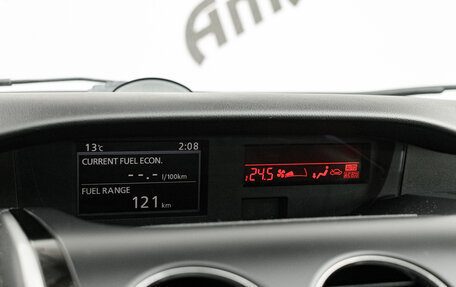 13°C 2:08
CURRENT FUEL ECON.
--.- l/100km
FUEL RANGE
121 km
24.5